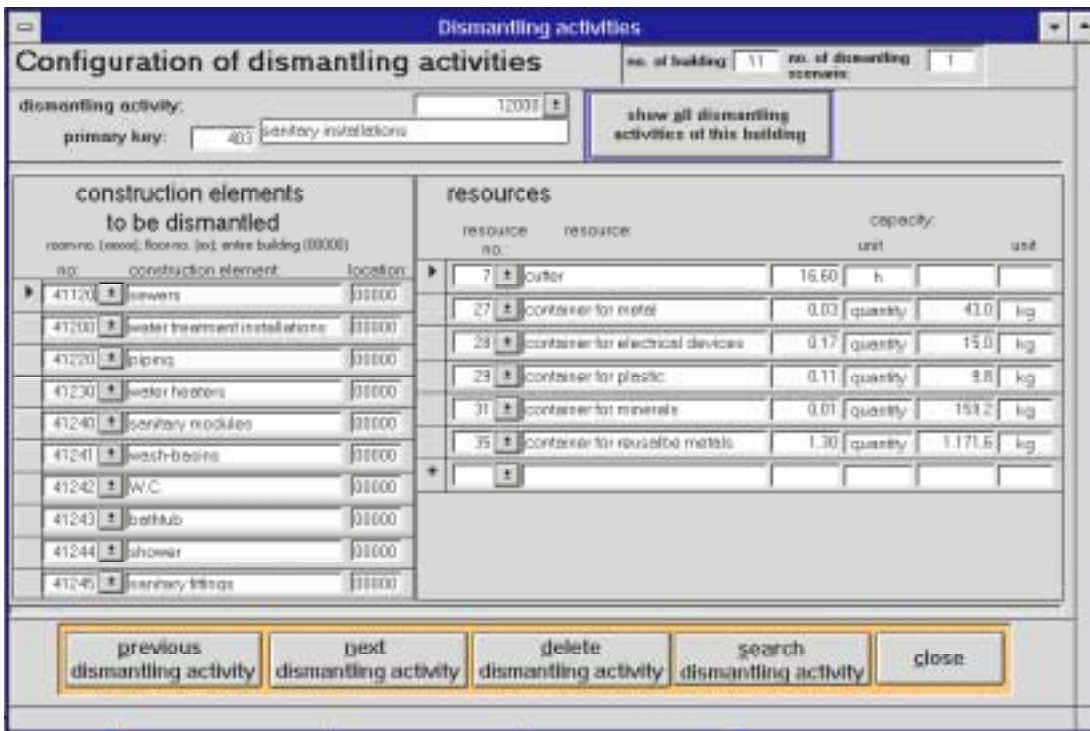 Dismantling activities
Configuration of dismantling activities
no. of building 11 no. of dismantling scenario: 1
dismantling activity: 12000
primary key: 403 sanitary installations
show all dismantling
activities of this building
construction elements
to be dismantled
room-no. (xxxxx); floor-no. (xx); entire building (00000)
no: construction element: location:
41120 sewers 00000
41200 water treatment installations 00000
41220 piping 00000
41230 water heaters 00000
41240 sanitary modules 00000
41241 wash-basins 00000
41242 W.C. 00000
41243 bathtub 00000
41244 shower 00000
41245 sanitary fittings 00000
resources
resource no.: resource: capacity:
unit unit
7 cutter 16.60 h
27 container for metal 0.03 quantity 43.0 kg
28 container for electrical devices 0.17 quantity 15.0 kg
29 container for plastic 0.11 quantity 9.8 kg
31 container for minerals 0.01 quantity 159,2 kg
35 container for reusalbe metals 1.30 quantity 1.171,6 kg
*
previous
dismantling activity
next
dismantling activity
delete
dismantling activity
search
dismantling activity
close